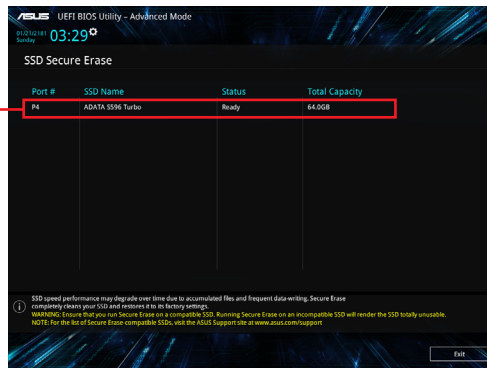 ASUS UEFI BIOS Utility – Advanced Mode
01/21/2181 Sunday 03:29
SSD Secure Erase
Port # SSD Name Status Total Capacity
P4 ADATA S596 Turbo Ready 64.0GB
SSD speed performance may degrade over time due to accumulated files and frequent data-writing. Secure Erase
completely cleans your SSD and restores it to its factory settings.
WARNING: Ensure that you run Secure Erase on a compatible SSD. Running Secure Erase on an incompatible SSD will render the SSD totally unusable.
NOTE: For the list of Secure Erase compatible SSDs, visit the ASUS Support site at www.asus.com/support
Exit